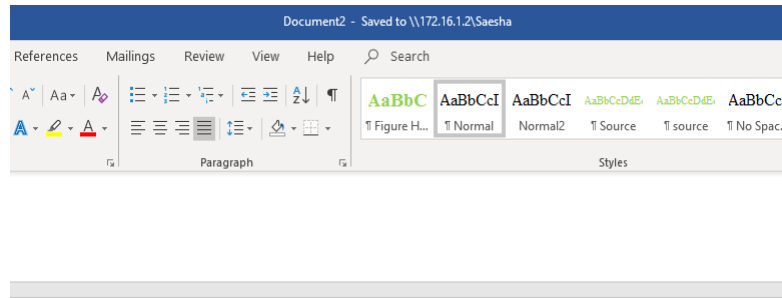 Document2 - Saved to \\172.16.1.2\Saesha
References Mailings Review View Help Search
Aa
AaBbC AaBbCcI AaBbCcI AaBbCcDdE AaBbCcDdE AaBbCc
A A
¶ Figure H... ¶ Normal Normal2 ¶ Source ¶ source ¶ No Spac...
Paragraph Styles